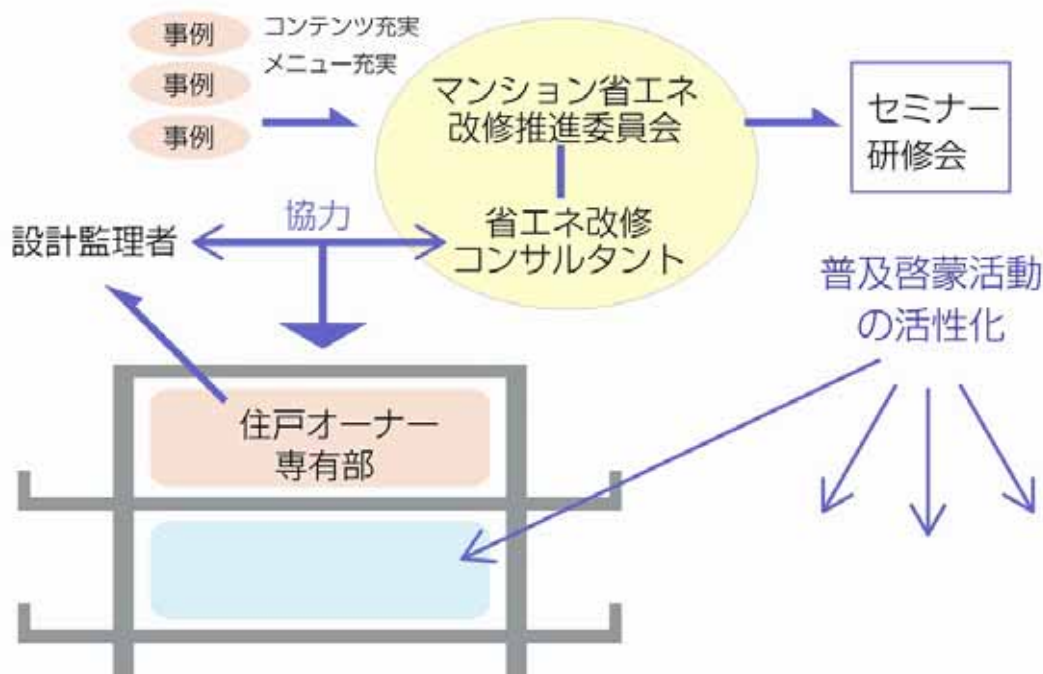 事例
コンテンツ充実
事例
メニュー充実
事例
マンション省エネ
改修推進委員会
セミナー
研修会
設計監理者
協力
省エネ改修
コンサルタント
普及啓蒙活動
の活性化
住戸オーナー
専有部